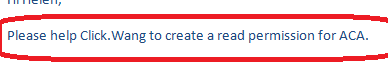 Hi Helen,
Please help Click.Wang to create a read permission for ACA.